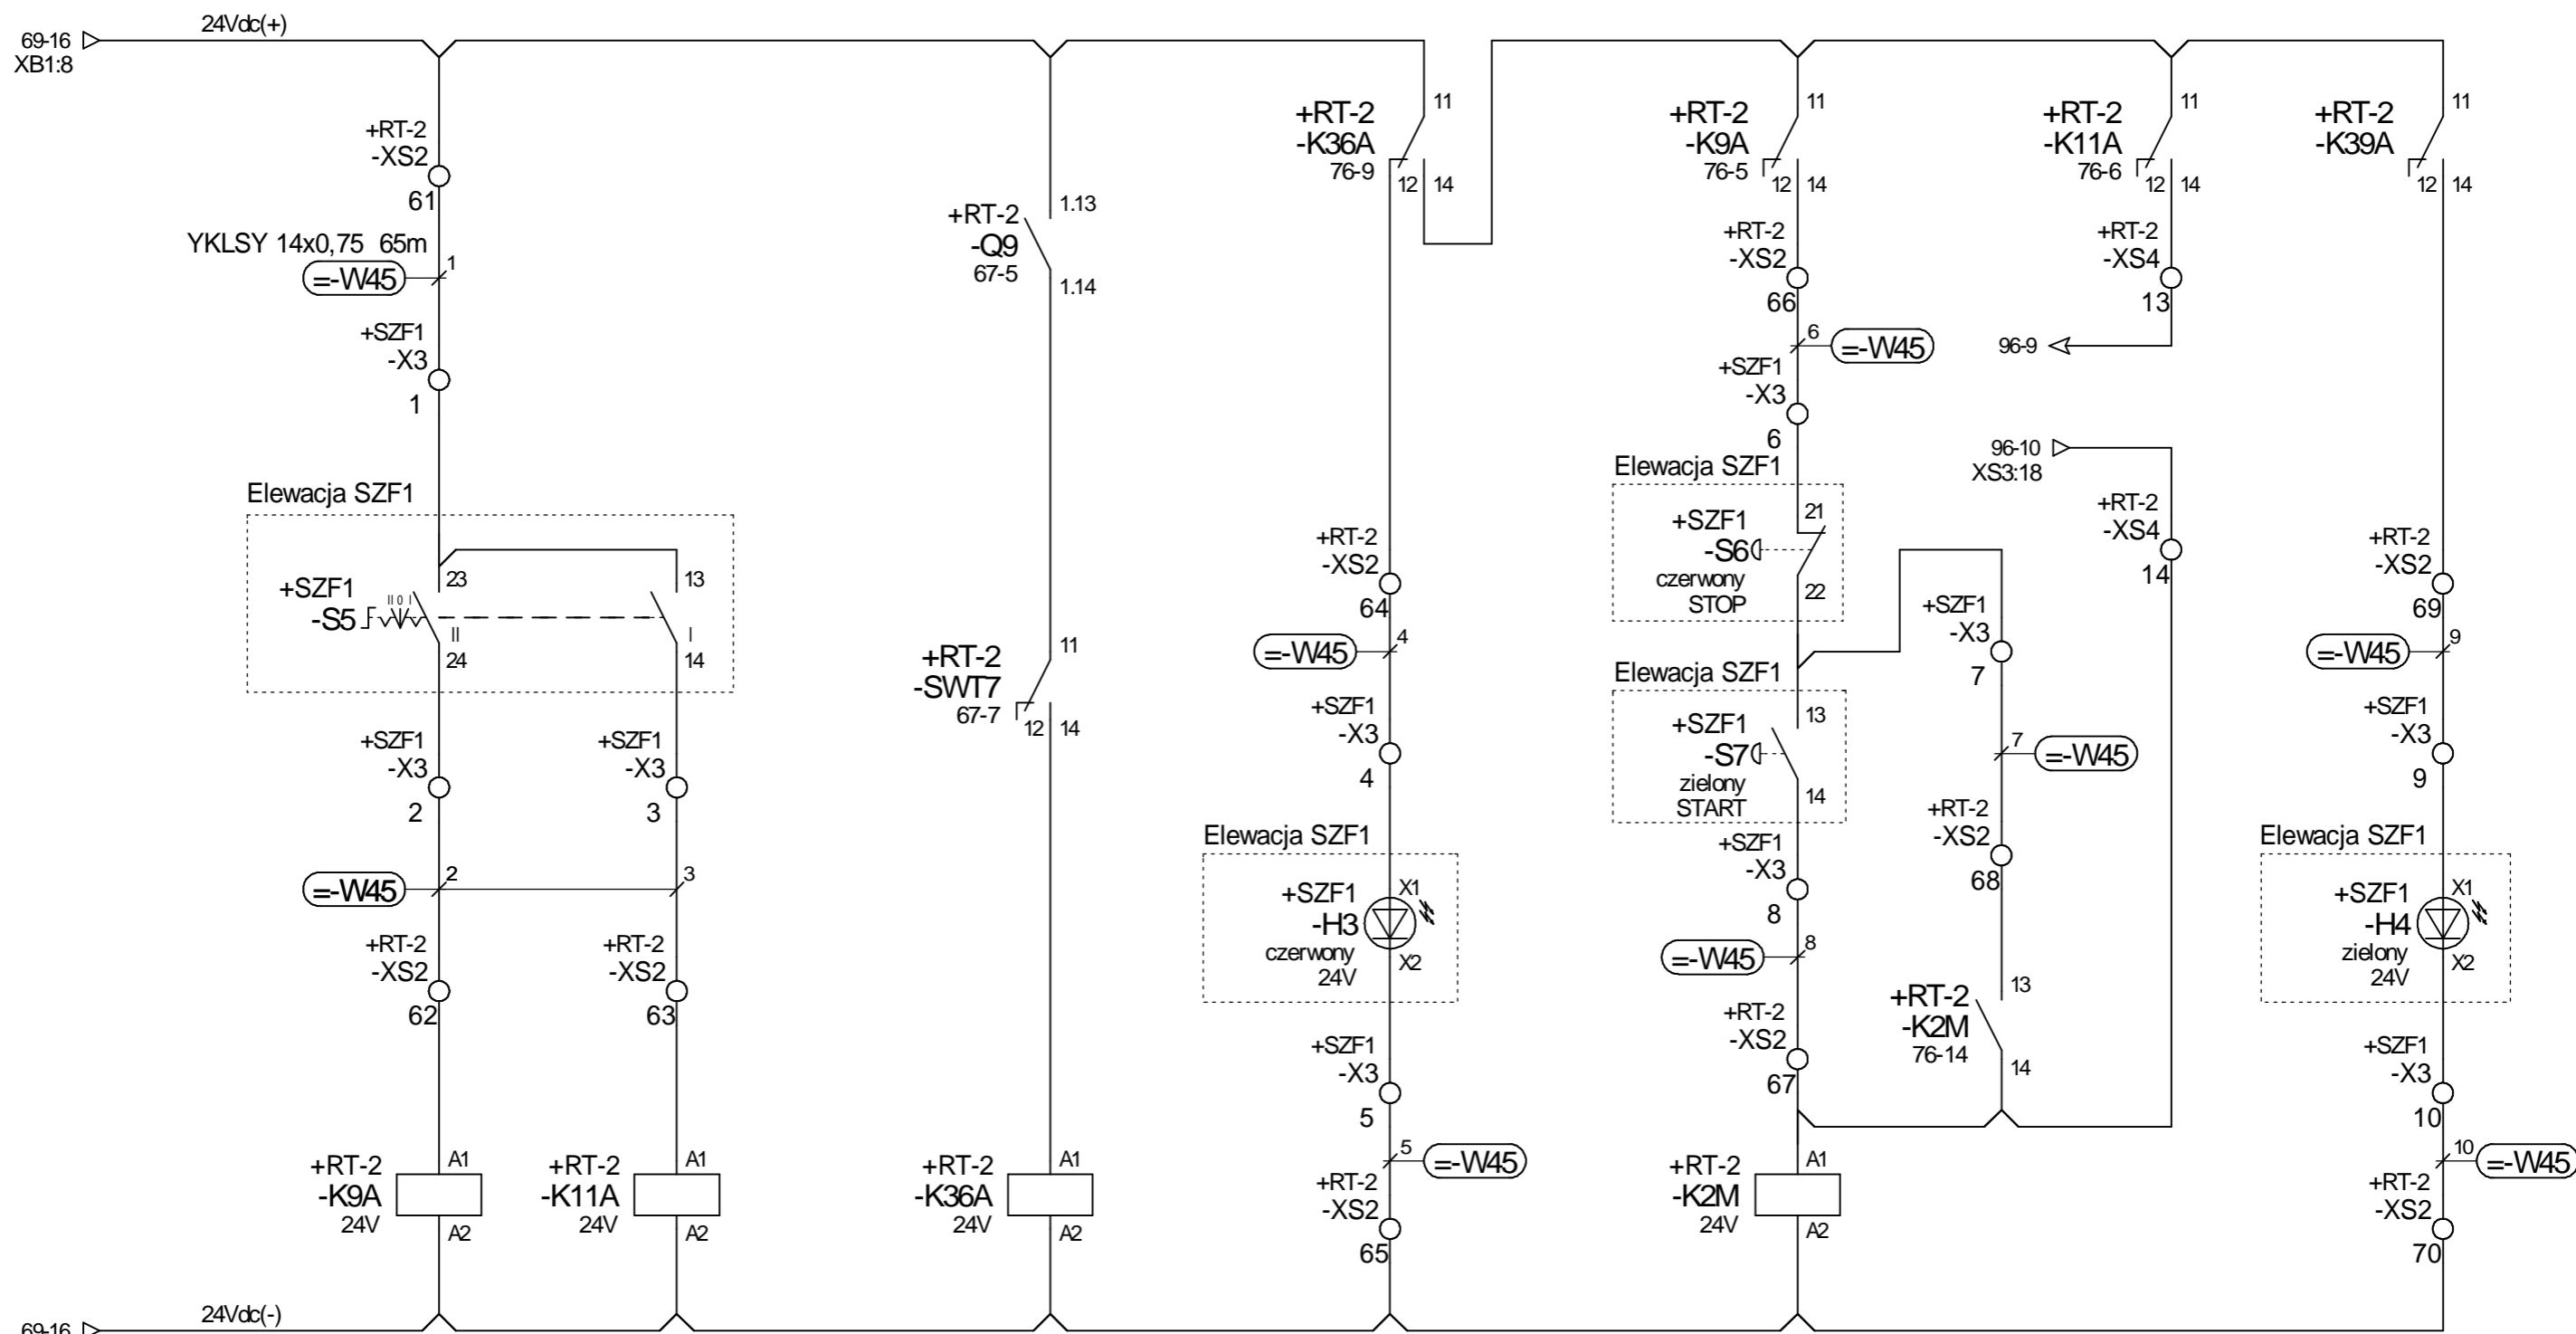 24Vdc(+)
69-16
XB1:8
+RT-2
-XS2
61
YKLSY 14x0,75 65m
=-W45
1
+SZF1
-X3
1
Elewacja SZF1
+SZF1
-S5
II 0 I
23
II
24
13
I
14
+SZF1
-X3
2
+SZF1
-X3
3
=-W45
2
3
+RT-2
-XS2
62
+RT-2
-XS2
63
+RT-2
-K9A
24V
A1
A2
+RT-2
-K11A
24V
A1
A2
+RT-2
-Q9
67-5
1.13
1.14
+RT-2
-SWT7
67-7
11
12
14
+RT-2
-K36A
24V
A1
A2
+RT-2
-K36A
76-9
11
12
14
+RT-2
-XS2
64
=-W45
4
+SZF1
-X3
4
Elewacja SZF1
+SZF1
-H3
czerwony
24V
X1
X2
+SZF1
-X3
5
5
=-W45
+RT-2
-XS2
65
+RT-2
-K9A
76-5
11
12
14
+RT-2
-XS2
66
6
=-W45
+SZF1
-X3
6
Elewacja SZF1
+SZF1
-S6
czerwony
STOP
21
22
Elewacja SZF1
+SZF1
-S7
zielony
START
13
14
+SZF1
-X3
8
=-W45
8
+RT-2
-XS2
67
+RT-2
-K2M
24V
A1
A2
+SZF1
-X3
7
7
=-W45
+RT-2
-XS2
68
+RT-2
-K2M
76-14
13
14
+RT-2
-K11A
76-6
11
12
14
+RT-2
-XS4
13
96-9
96-10
XS3:18
+RT-2
-XS4
14
+RT-2
-K39A
11
12
14
+RT-2
-XS2
69
=-W45
9
+SZF1
-X3
9
Elewacja SZF1
+SZF1
-H4
zielony
24V
X1
X2
+SZF1
-X3
10
10
=-W45
+RT-2
-XS2
70
24Vdc(-)
69-16